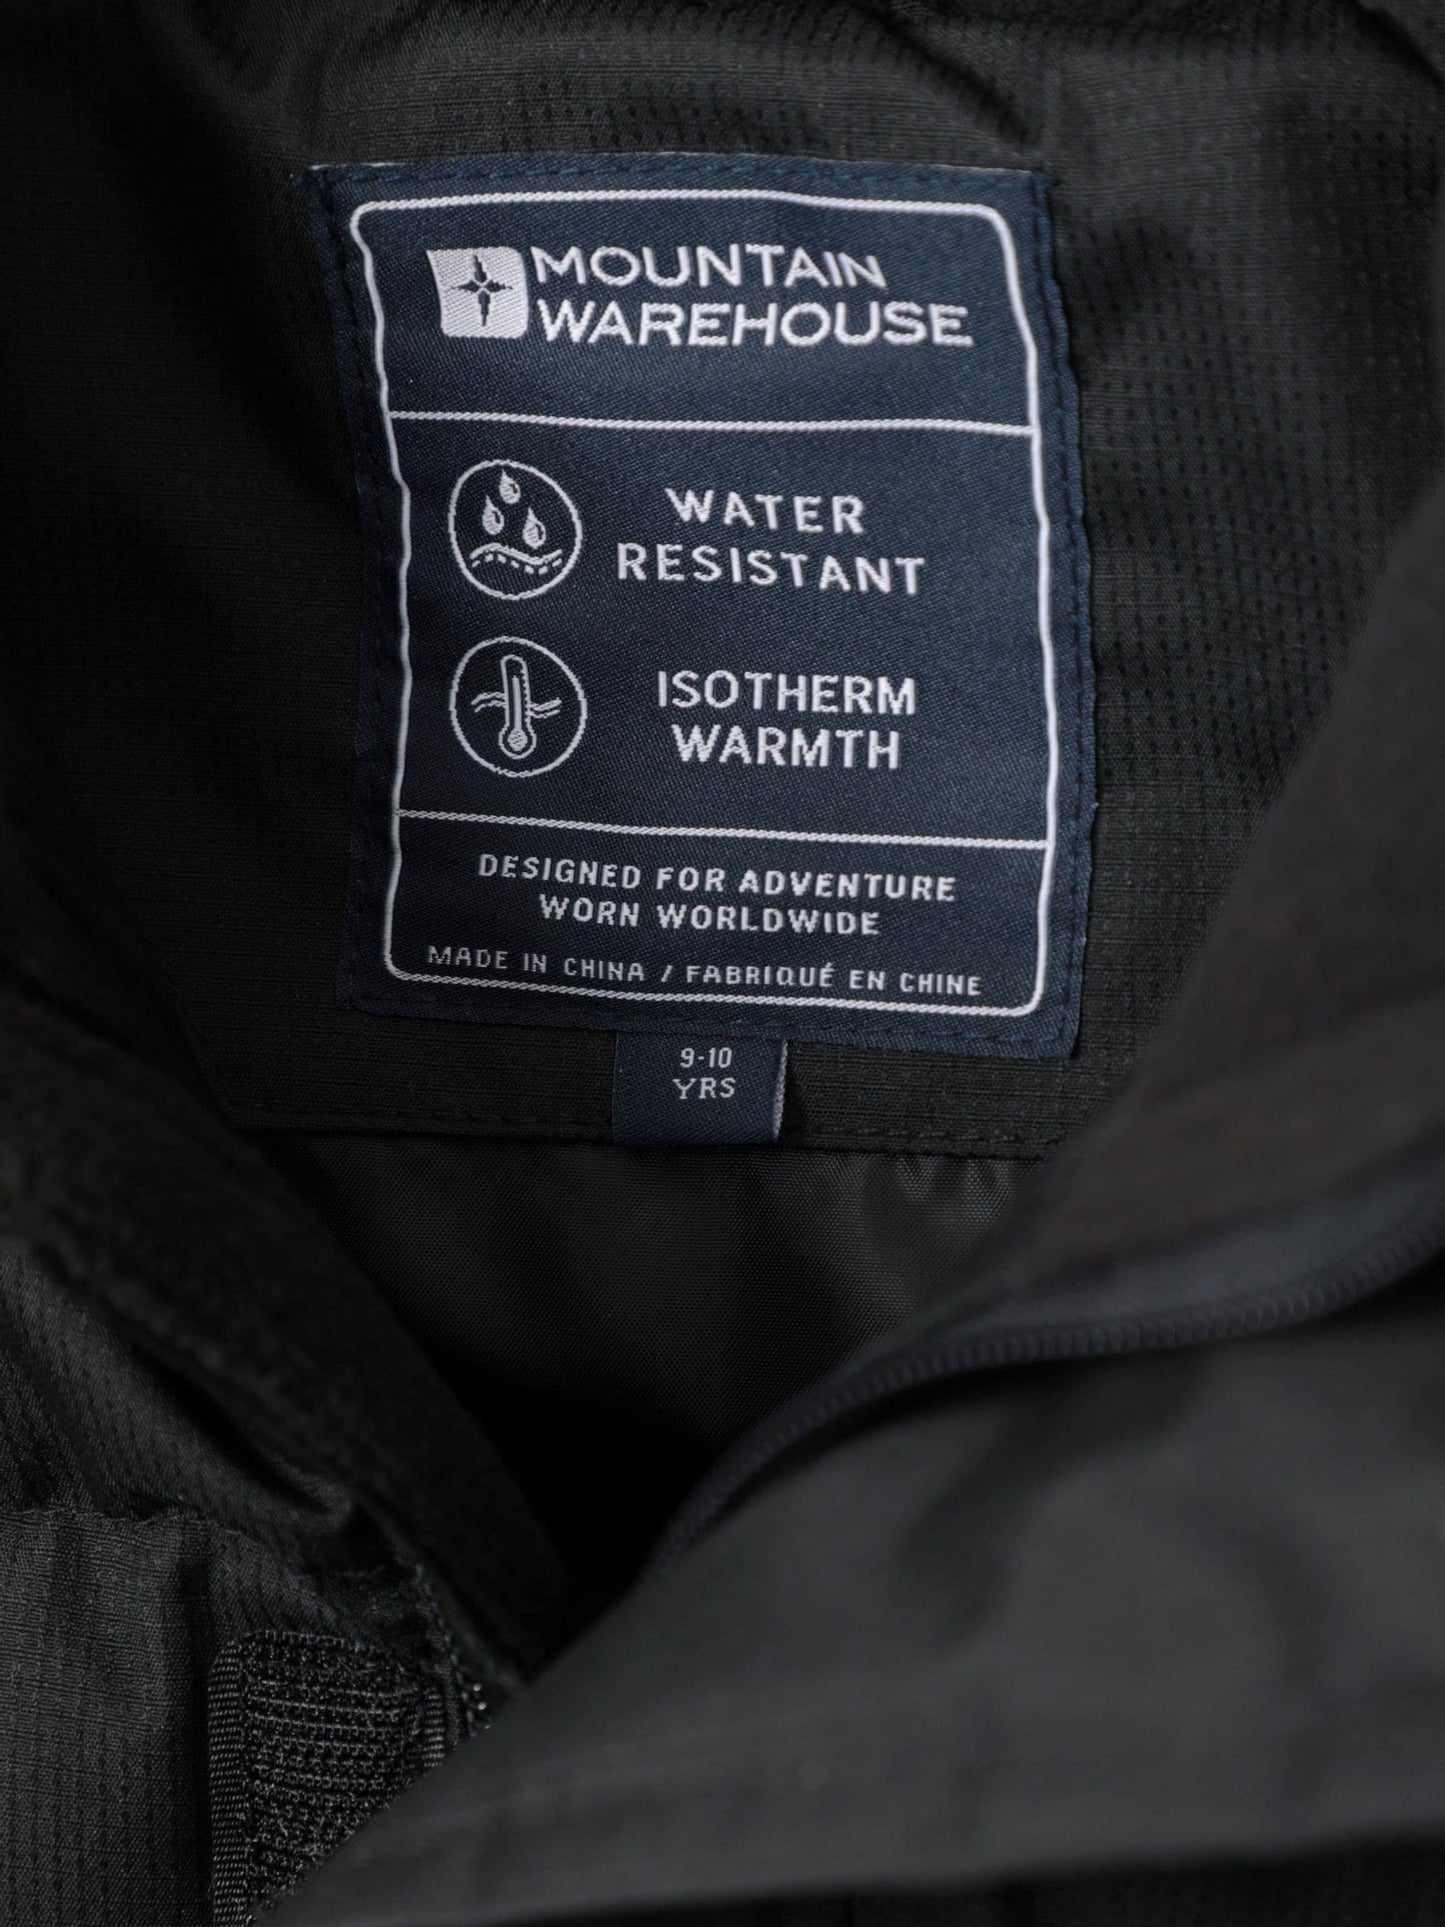 MOUNTAIN
WAREHOUSE
WATER
RESISTANT
ISOTHERM
WARMTH
DESIGNED FOR ADVENTURE
WORN WORLDWIDE
MADE IN CHINA / FABRIQUÉ EN CHINE
9-10
YRS